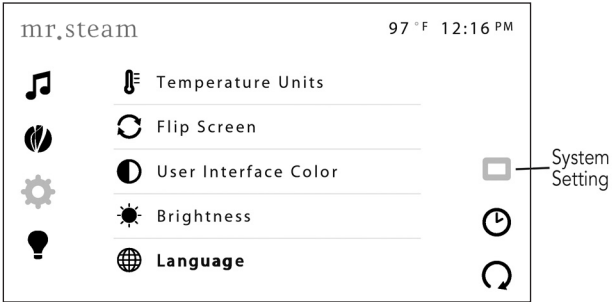 mr.steam
97 °F 12:16 PM
Temperature Units
Flip Screen
User Interface Color
Brightness
Language
System
Setting